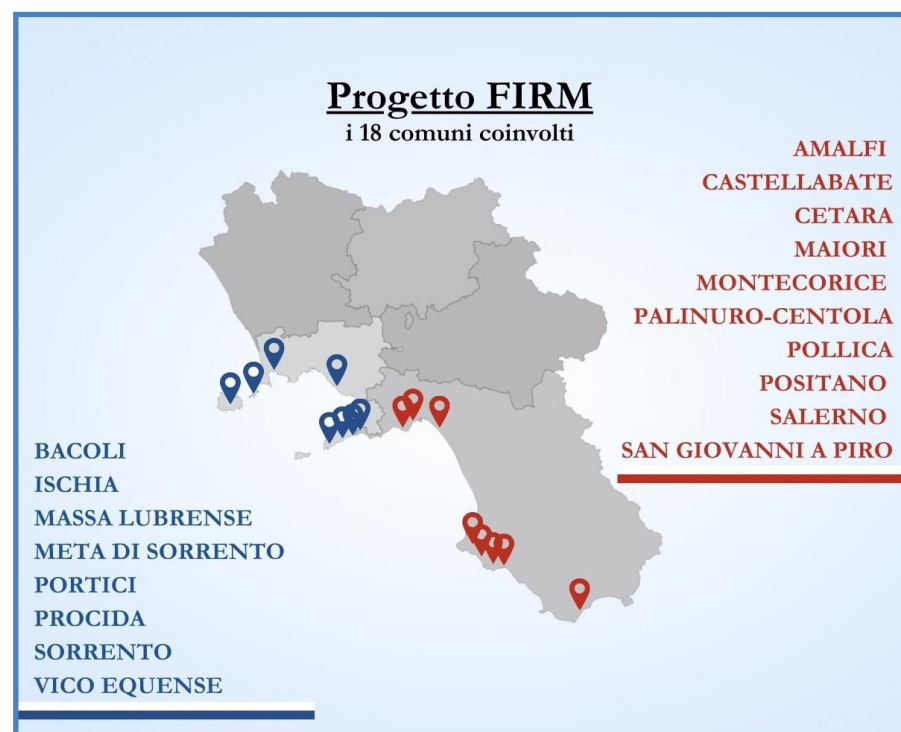 Progetto FIRM
i 18 comuni coinvolti
AMALFI
CASTELLABATE
CETARA
MAIORI
MONTECORICE
PALINURO-CENTOLA
POLLICA
POSITANO
SALERNO
SAN GIOVANNI A PIRO
BACOLI
ISCHIA
MASSA LUBRENSE
META DI SORRENTO
PORTICI
PROCIDA
SORRENTO
VICO EQUENSE